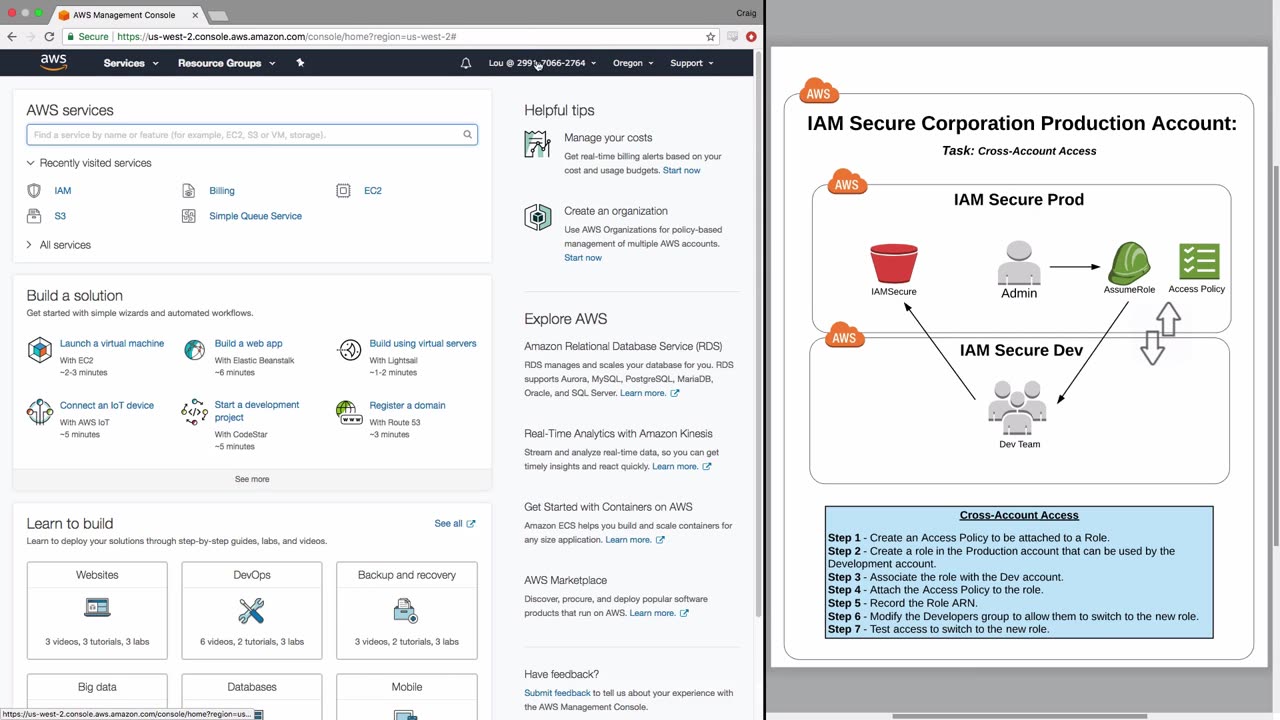 AWS Management Console
Craig
Secure
https://us-west-2.console.aws.amazon.com/console/home?region=us-west-2#
aws
Services
Resource Groups
Lou @ 2991-7066-2764
Oregon
Support
AWS services
Find a service by name or feature (for example, EC2, S3 or VM, storage).
Recently visited services
IAM
Billing
EC2
S3
Simple Queue Service
All services
Build a solution
Get started with simple wizards and automated workflows.
Launch a virtual machine
With EC2
~2-3 minutes
Build a web app
With Elastic Beanstalk
~6 minutes
Build using virtual servers
With Lightsail
~1-2 minutes
Connect an IoT device
With AWS IoT
~5 minutes
Start a development
project
With CodeStar
~5 minutes
Register a domain
With Route 53
~3 minutes
See more
Learn to build
See all
Learn to deploy your solutions through step-by-step guides, labs, and videos.
Websites
3 videos, 3 tutorials, 3 labs
DevOps
6 videos, 2 tutorials, 3 labs
Backup and recovery
3 videos, 2 tutorials, 3 labs
Big data
Databases
Mobile
https://us-west-2.console.aws.amazon.com/console/home?region=us...
Helpful tips
Manage your costs
Get real-time billing alerts based on your
cost and usage budgets. Start now
Create an organization
Use AWS Organizations for policy-based
management of multiple AWS accounts.
Start now
Explore AWS
Amazon Relational Database Service (RDS)
RDS manages and scales your database for you. RDS
supports Aurora, MySQL, PostgreSQL, MariaDB,
Oracle, and SQL Server. Learn more.
Real-Time Analytics with Amazon Kinesis
Stream and analyze real-time data, so you can get
timely insights and react quickly. Learn more.
Get Started with Containers on AWS
Amazon ECS helps you build and scale containers for
any size application. Learn more.
AWS Marketplace
Discover, procure, and deploy popular software
products that run on AWS. Learn more.
Have feedback?
Submit feedback to tell us about your experience with
the AWS Management Console.
AWS
IAM Secure Corporation Production Account:
Task: Cross-Account Access
AWS
IAM Secure Prod
IAMSecure
Admin
AssumeRole
Access Policy
AWS
IAM Secure Dev
Dev Team
Cross-Account Access
Step 1 - Create an Access Policy to be attached to a Role.
Step 2 - Create a role in the Production account that can be used by the
Development account.
Step 3 - Associate the role with the Dev account.
Step 4 - Attach the Access Policy to the role.
Step 5 - Record the Role ARN.
Step 6 - Modify the Developers group to allow them to switch to the new role.
Step 7 - Test access to switch to the new role.